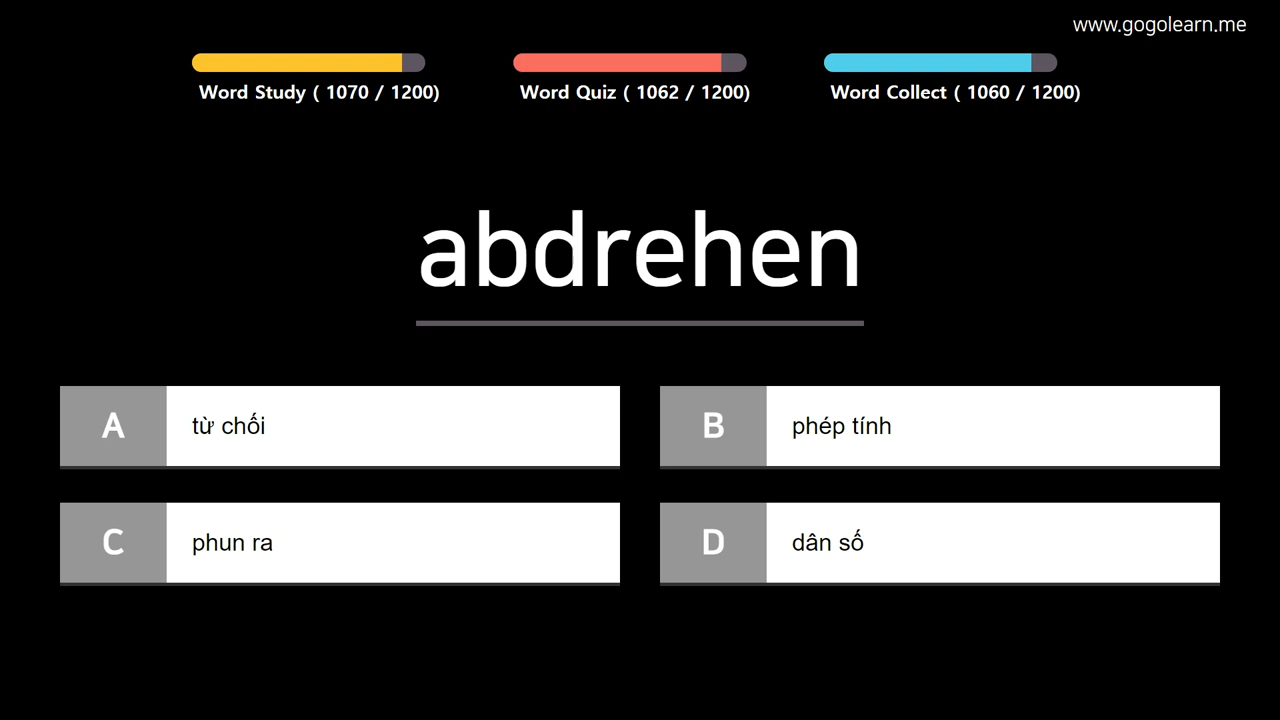 www.gogolearn.me
Word Study ( 1070 / 1200)
Word Quiz ( 1062 / 1200)
Word Collect ( 1060 / 1200)
abdrehen
A từ chối
B phép tính
C phun ra
D dân số